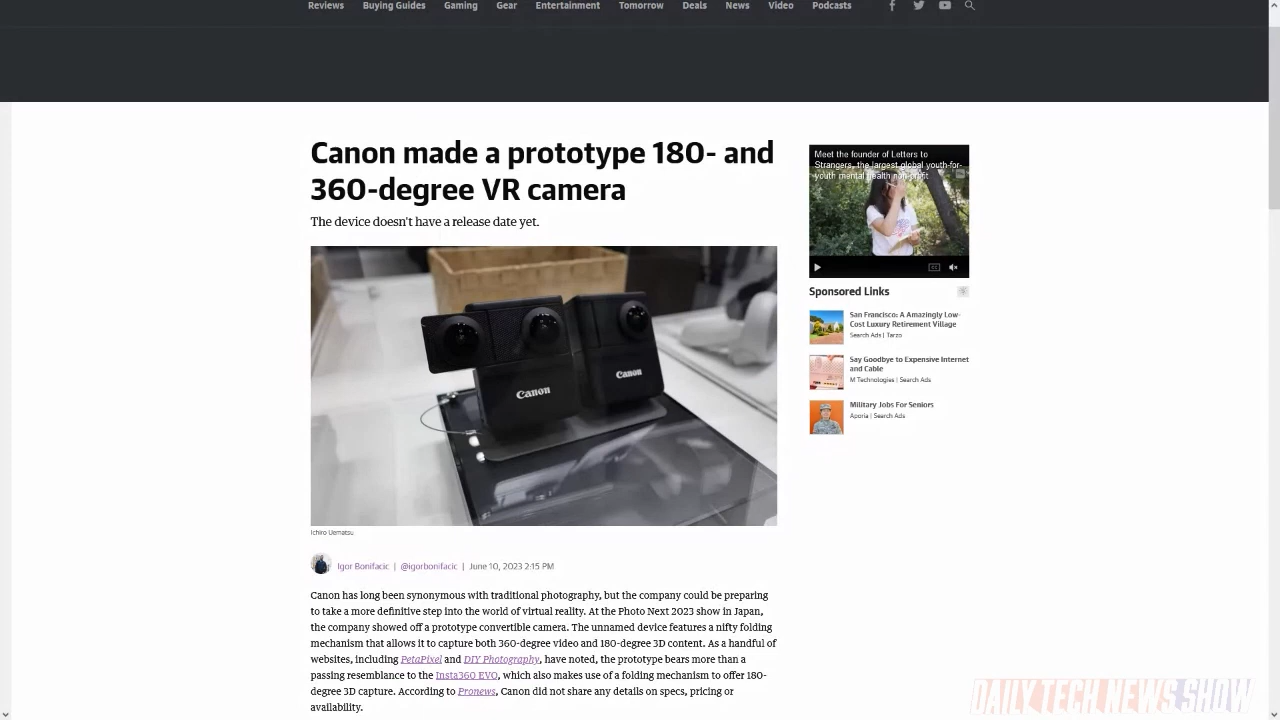 Reviews Buying Guides Gaming Gear Entertainment Tomorrow Deals News Video Podcasts
Canon made a prototype 180- and
360-degree VR camera
The device doesn't have a release date yet.
Canon
Canon
Ichiro Uematsu
Igor Bonifacic | @igorbonifacic | June 10, 2023 2:15 PM
Canon has long been synonymous with traditional photography, but the company could be preparing
to take a more definitive step into the world of virtual reality. At the Photo Next 2023 show in Japan,
the company showed off a prototype convertible camera. The unnamed device features a nifty folding
mechanism that allows it to capture both 360-degree video and 180-degree 3D content. As a handful of
websites, including PetaPixel and DIY Photography, have noted, the prototype bears more than a
passing resemblance to the Insta360 EVO, which also makes use of a folding mechanism to offer 180-
degree 3D capture. According to Pronews, Canon did not share any details on specs, pricing or
availability.
Meet the founder of Letters to
Strangers, the largest global youth-for-
youth mental health non-profit
CC
Sponsored Links
San Francisco: A Amazingly Low-
Cost Luxury Retirement Village
Search Ads | Tarzo
Say Goodbye to Expensive Internet
and Cable
M Technologies | Search Ads
Military Jobs For Seniors
Aporia | Search Ads
DAILY TECH NEWS SHOW